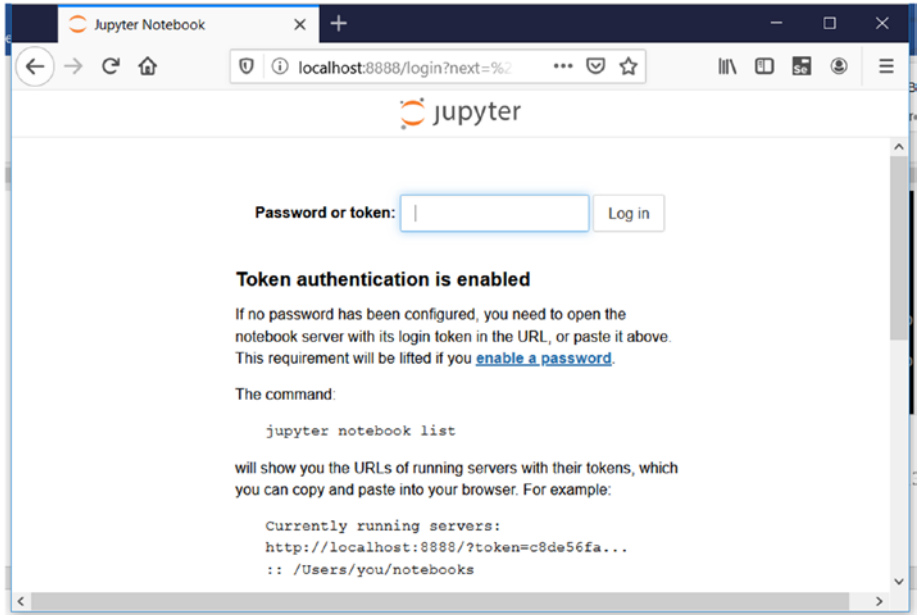 Jupyter Notebook
localhost:8888/login?next=%2
jupyter
Password or token:
Log in
Token authentication is enabled
If no password has been configured, you need to open the
notebook server with its login token in the URL, or paste it above.
This requirement will be lifted if you enable a password.
The command:
jupyter notebook list
will show you the URLs of running servers with their tokens, which
you can copy and paste into your browser. For example:
Currently running servers:
http://localhost:8888/?token=c8de56fa...
:: /Users/you/notebooks